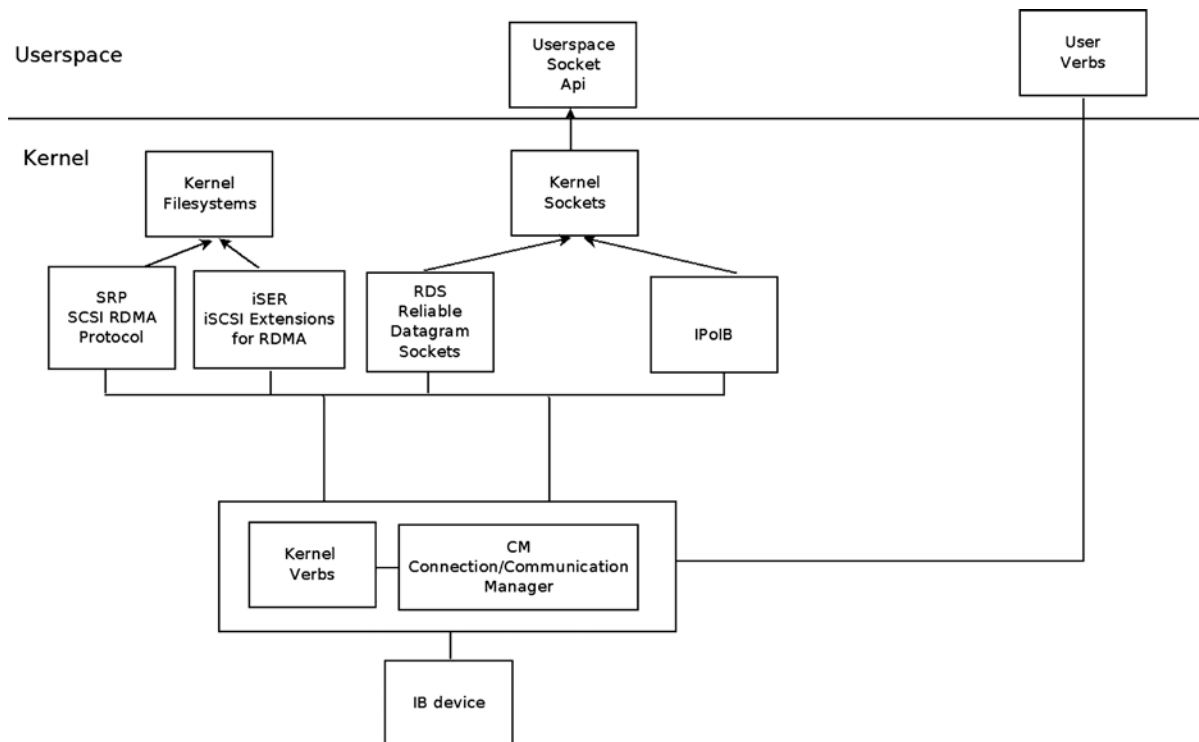 Userspace
Userspace
Socket
Api
User
Verbs
Kernel
Kernel
Filesystems
Kernel
Sockets
SRP
SCSI RDMA
Protocol
iSER
iSCSI Extensions
for RDMA
RDS
Reliable
Datagram
Sockets
IPoIB
Kernel
Verbs
CM
Connection/Communication
Manager
IB device